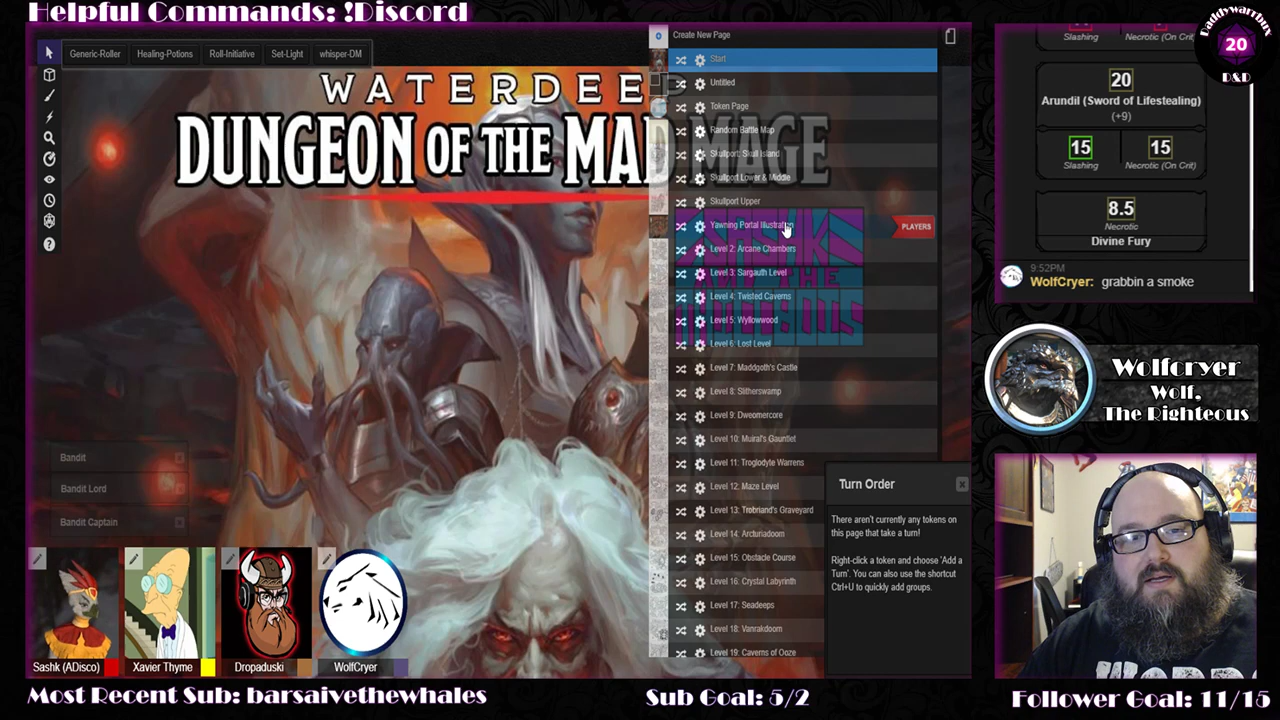 Helpful Commands: !Discord
Generic-Roller Healing-Potions Roll-Initiative Set-Light whisper-DM
WATERDEE
DUNGEON OF THE MAD MAGE
Create New Page
Start
Untitled
Token Page
Random Battle Map
Skullport: Skull Island
Skullport Lower & Middle
Skullport Upper
Yawning Portal Illustration
PLAYERS
Level 2: Arcane Chambers
Level 3: Sargauth Level
Level 4: Twisted Caverns
Level 5: Wyllowwood
Level 6: Lost Level
Level 7: Maddgoth's Castle
Level 8: Slitherswamp
Level 9: Dweomercore
Level 10: Muiral's Gauntlet
Level 11: Troglodyte Warrens
Level 12: Maze Level
Level 13: Trobriand's Graveyard
Level 14: Arcturiadoom
Level 15: Obstacle Course
Level 16: Crystal Labyrinth
Level 17: Seadeeps
Level 18: Vanrakdoom
Level 19: Caverns of Ooze
Turn Order
There aren't currently any tokens on
this page that take a turn!
Right-click a token and choose 'Add a
Turn'. You can also use the shortcut
Ctrl+U to quickly add groups.
Bandit
Bandit Lord
Bandit Captain
Sashk (ADisco) Xavier Thyme Dropaduski WolfCryer
Slashing Necrotic (On Crit)
20
Arundil (Sword of Lifestealing)
(+9)
15 15
Slashing Necrotic (On Crit)
8.5
Necrotic
Divine Fury
9:52PM
WolfCryer: grabbin a smoke
20
D&D
Wolfcryer
Wolf,
The Righteous
Most Recent Sub: barsaivethewhales
Sub Goal: 5/2
Follower Goal: 11/15